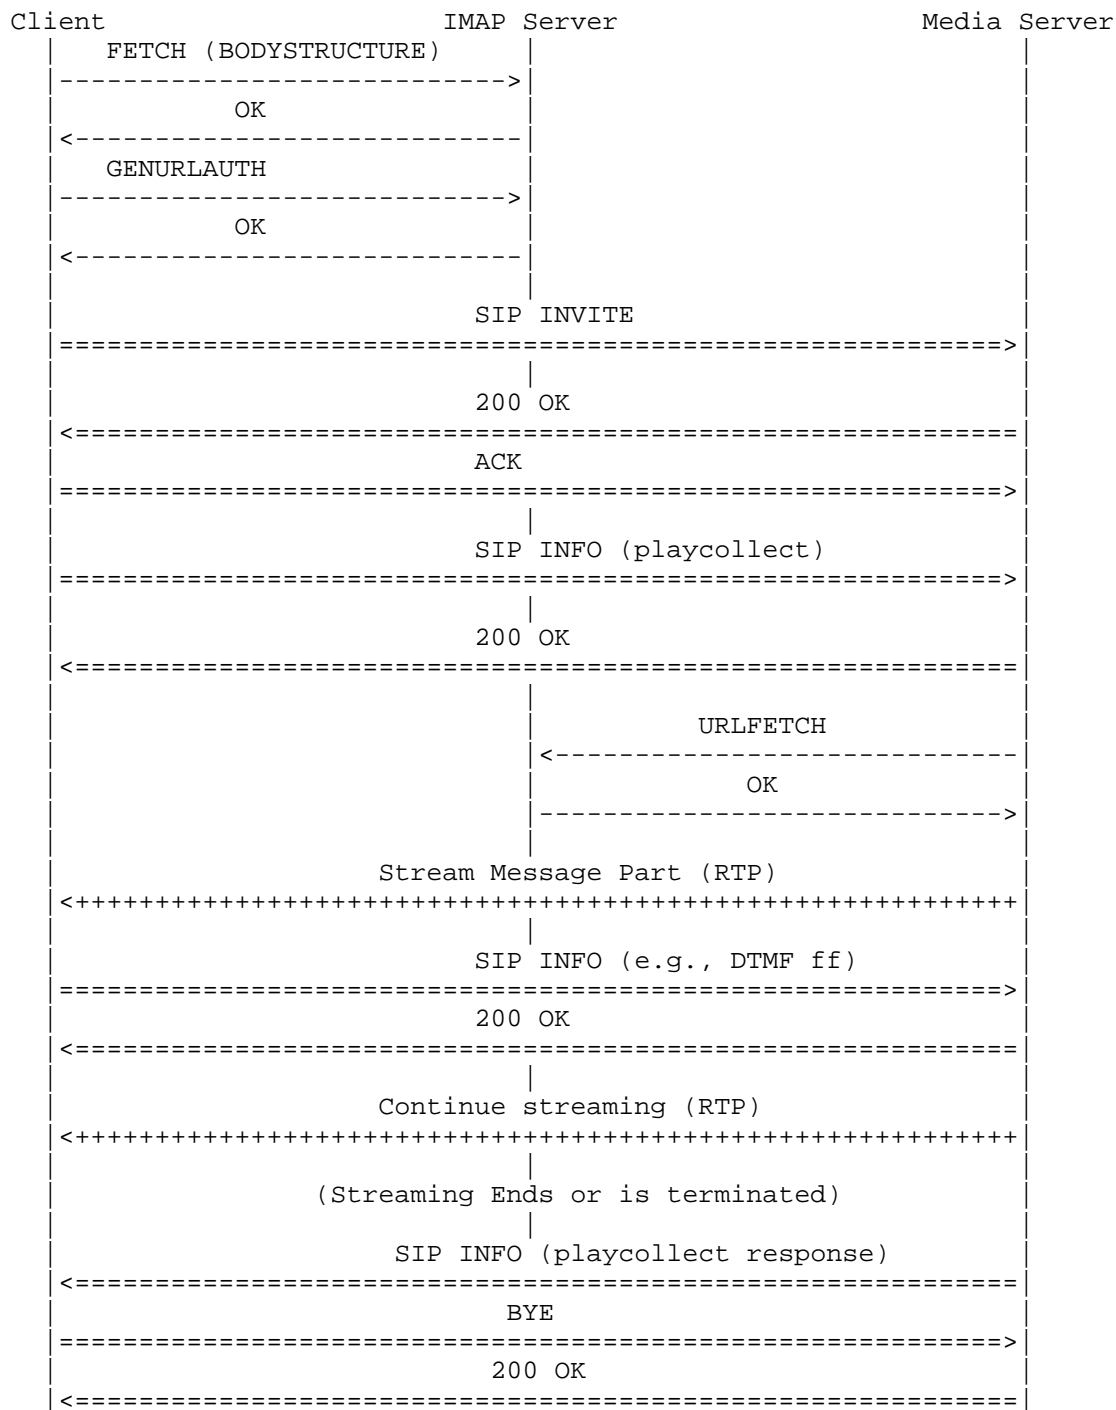 Client IMAP Server Media Server
FETCH (BODYSTRUCTURE)
OK
GENURLAUTH
OK
SIP INVITE
200 OK
ACK
SIP INFO (playcollect)
200 OK
URLFETCH
OK
Stream Message Part (RTP)
SIP INFO (e.g., DTMF ff)
200 OK
Continue streaming (RTP)
(Streaming Ends or is terminated)
SIP INFO (playcollect response)
BYE
200 OK